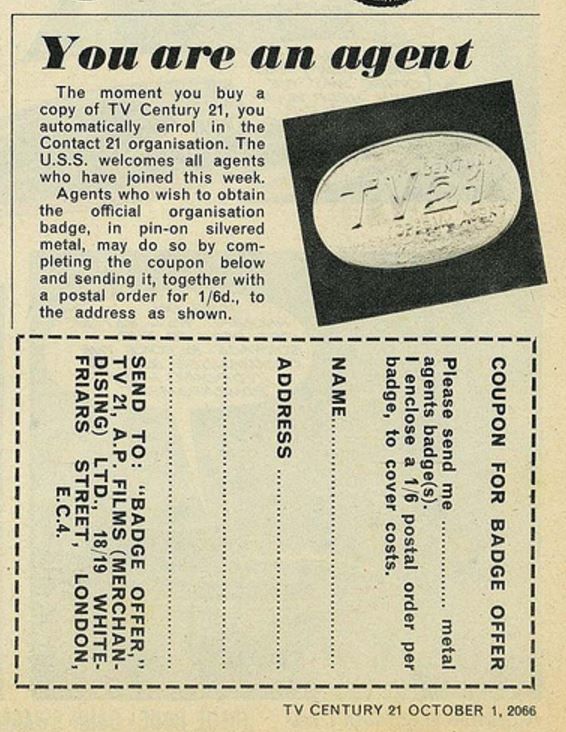 You are an agent
The moment you buy a
copy of TV Century 21, you
automatically enrol in the
Contact 21 organisation. The
U.S.S. welcomes all agents
who have joined this week.
Agents who wish to obtain
the official organisation
badge, in pin-on silvered
metal, may do so by com-
pleting the coupon below
and sending it, together with
a postal order for 1/6d., to
the address as shown.
CENTURY
TV 21
SPECIAL AGENT
COUPON FOR BADGE OFFER
Please send me ............... metal
agents badge(s).
I enclose a 1/6 postal order per
badge, to cover costs.
NAME
ADDRESS
SEND TO: "BADGE OFFER,"
TV 21, A.P. FILMS (MERCHAN-
DISING) LTD., 18/19 WHITE-
FRIARS STREET, LONDON,
E.C.4.
TV CENTURY 21 OCTOBER 1, 2066